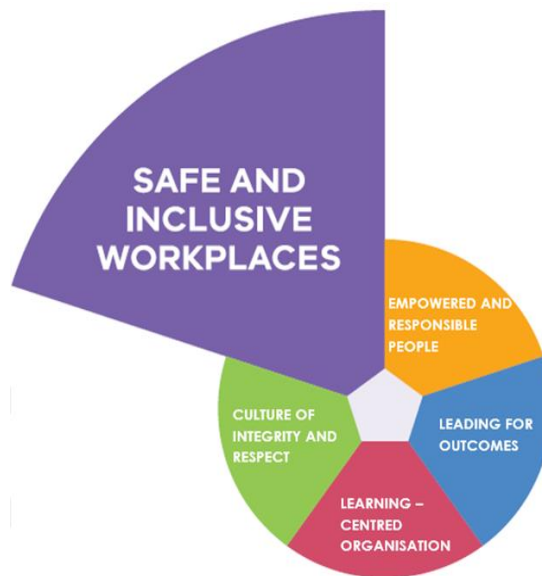 SAFE AND
INCLUSIVE
WORKPLACES
EMPOWERED AND
RESPONSIBLE
PEOPLE
LEADING FOR
OUTCOMES
LEARNING –
CENTRED
ORGANISATION
CULTURE OF
INTEGRITY AND
RESPECT